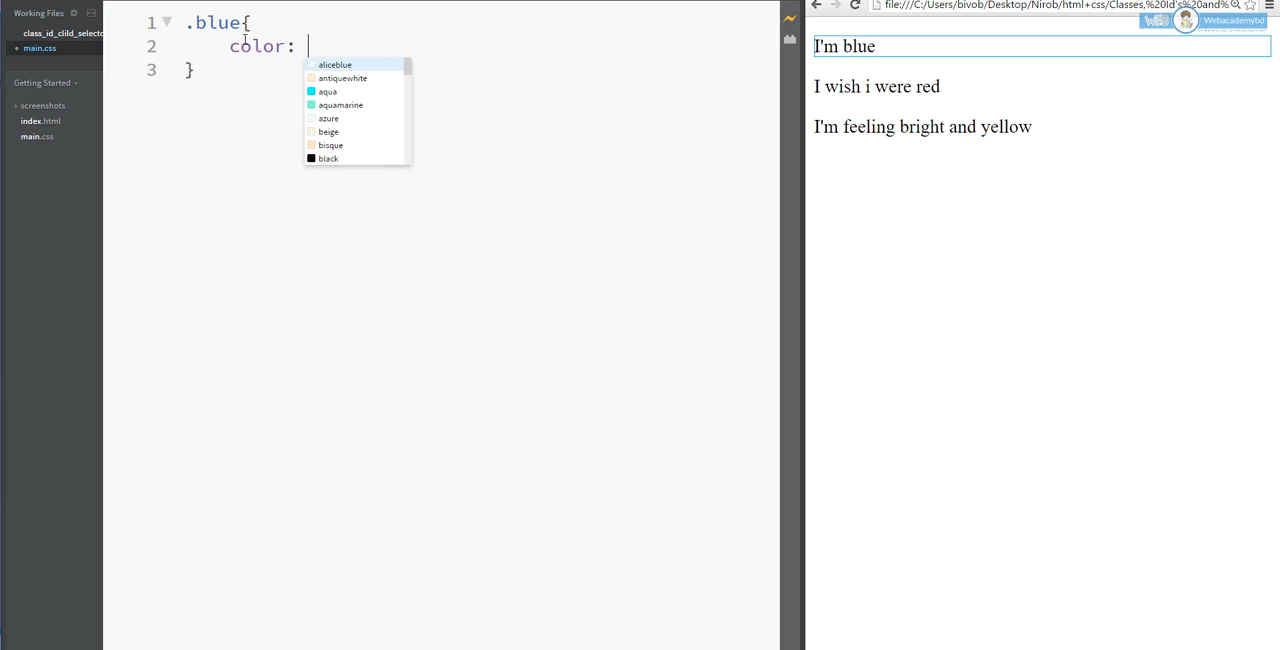 Working Files
class_id_clild_selecto
main.css
Getting Started
screenshots
index.html
main.css
1 .blue{
2 color:
3 }
aliceblue
antiquewhite
aqua
aquamarine
azure
beige
bisque
black
file:///C:/Users/bivob/Desktop/Nirob/html+css/Classes,%20Id's%20and%
Webacademybd
I'm blue
I wish i were red
I'm feeling bright and yellow